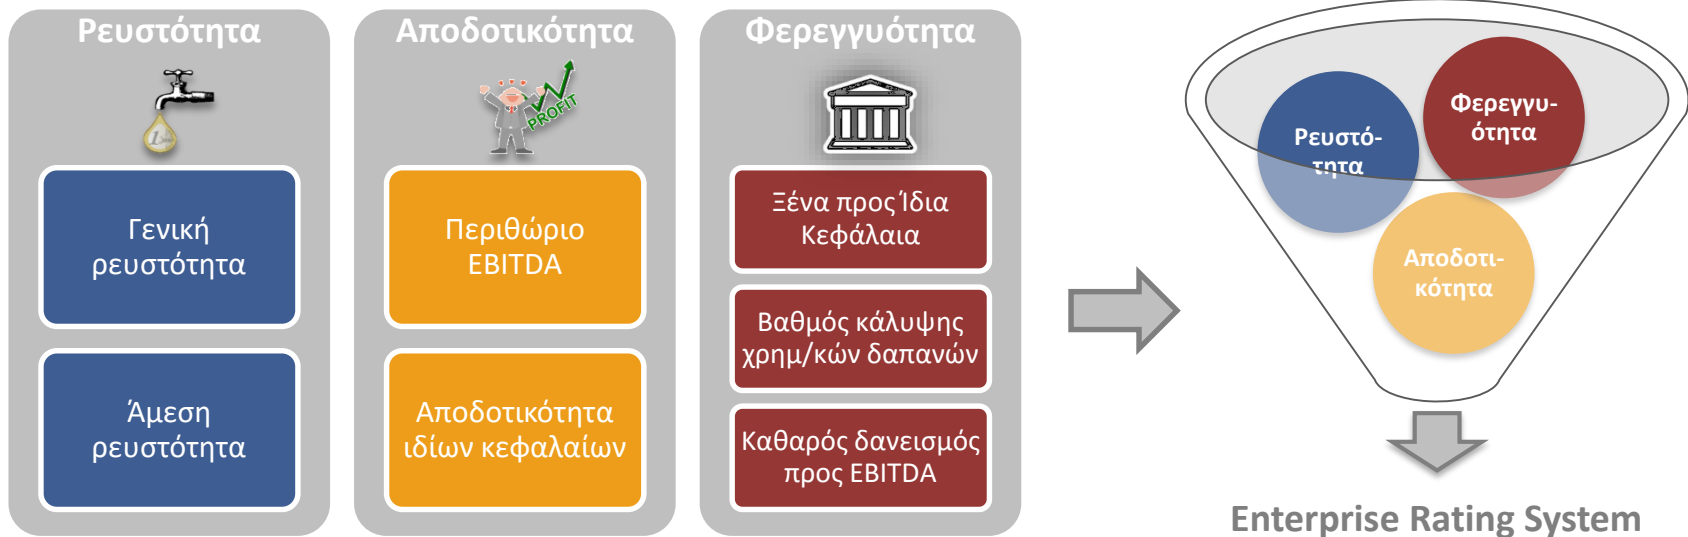 Ρευστότητα
Γενική
ρευστότητα
Άμεση
ρευστότητα
Αποδοτικότητα
PROFIT
Περιθώριο
EBITDA
Αποδοτικότητα
ιδίων κεφαλαίων
Φερεγγυότητα
Ξένα προς Ίδια
Κεφάλαια
Βαθμός κάλυψης
χρημ/κών δαπανών
Καθαρός δανεισμός
προς EBITDA
Φερεγγυ-
ότητα
Ρευστό-
τητα
Αποδοτι-
κότητα
Enterprise Rating System